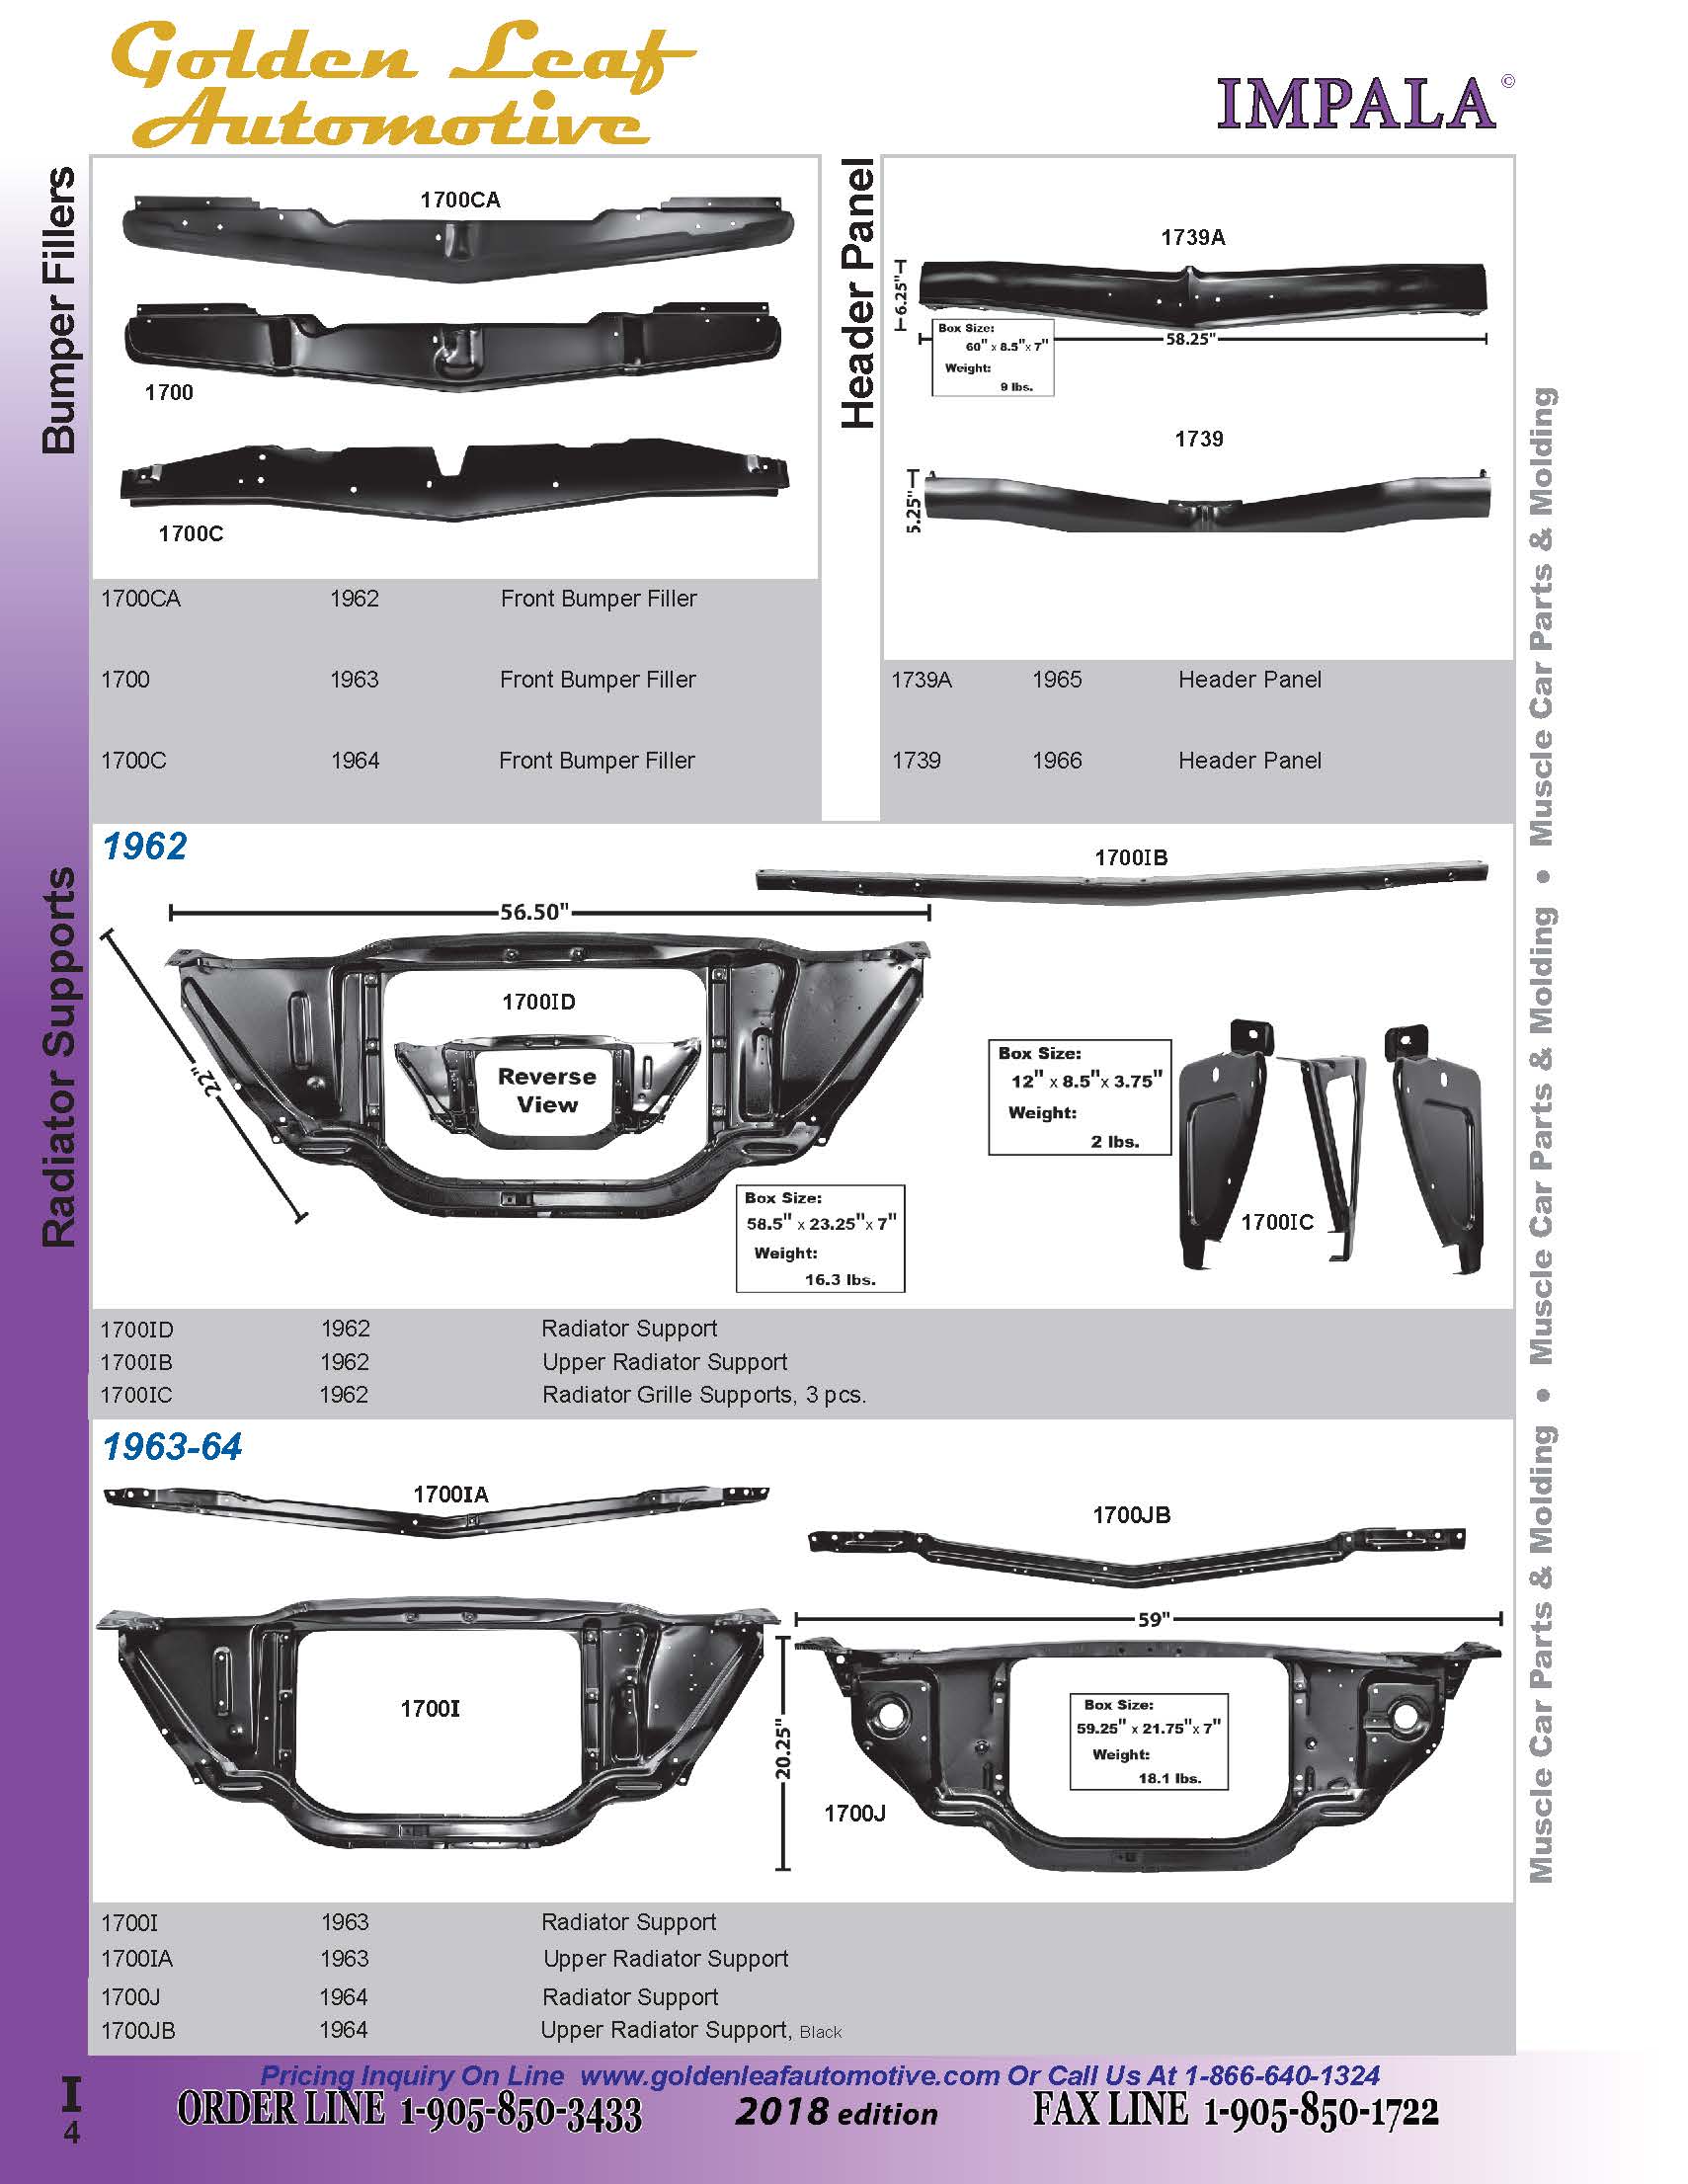 Golden Leaf
Automotive
IMPALA©
Bumper Fillers
1700CA
1700
1700C
1700CA 1962 Front Bumper Filler
1700 1963 Front Bumper Filler
1700C 1964 Front Bumper Filler
Header Panel
1739A
6.25"
Box Size:
60" x 8.5"x 7"
Weight:
9 lbs.
58.25"
1739
5.25"
1739A 1965 Header Panel
1739 1966 Header Panel
Radiator Supports
1962
1700IB
56.50"
22"
1700ID
Reverse
View
Box Size:
58.5" x 23.25"x 7"
Weight:
16.3 lbs.
Box Size:
12" x 8.5"x 3.75"
Weight:
2 lbs.
1700IC
1700ID 1962 Radiator Support
1700IB 1962 Upper Radiator Support
1700IC 1962 Radiator Grille Supports, 3 pcs.
1963-64
1700IA
1700JB
1700I
59"
20.25"
Box Size:
59.25" x 21.75"x 7"
Weight:
18.1 lbs.
1700J
1700I 1963 Radiator Support
1700IA 1963 Upper Radiator Support
1700J 1964 Radiator Support
1700JB 1964 Upper Radiator Support, Black
Muscle Car Parts & Molding • Muscle Car Parts & Molding • Muscle Car Parts & Molding
Pricing Inquiry On Line www.goldenleafautomotive.com Or Call Us At 1-866-640-1324
ORDER LINE 1-905-850-3433 2018 edition FAX LINE 1-905-850-1722
I
4